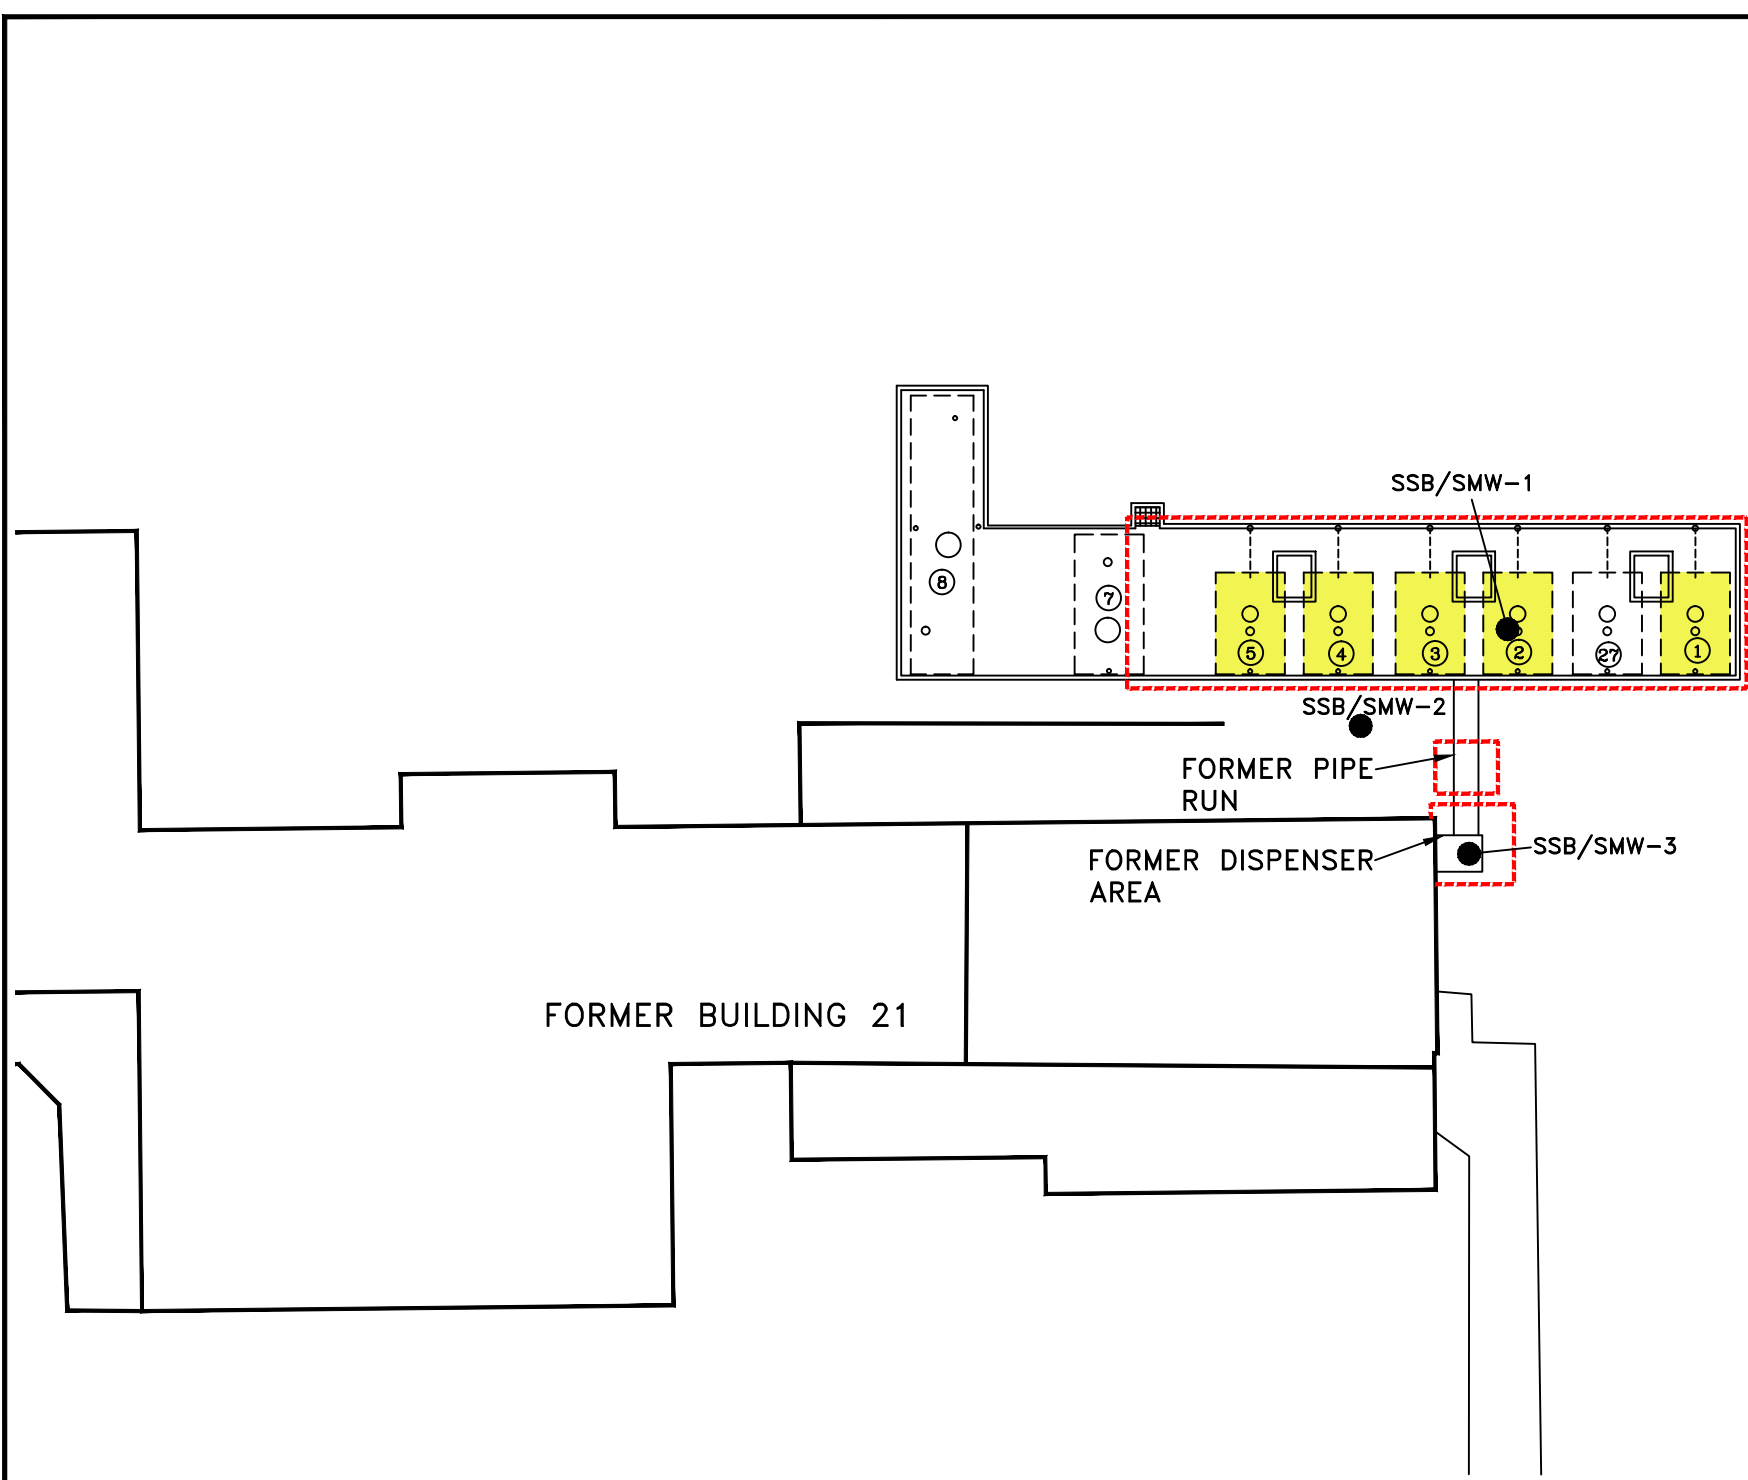 SSB/SMW-1
8
7
5
4
3
2
27
1
SSB/SMW-2
FORMER PIPE
RUN
FORMER DISPENSER
AREA
SSB/SMW-3
FORMER BUILDING 21